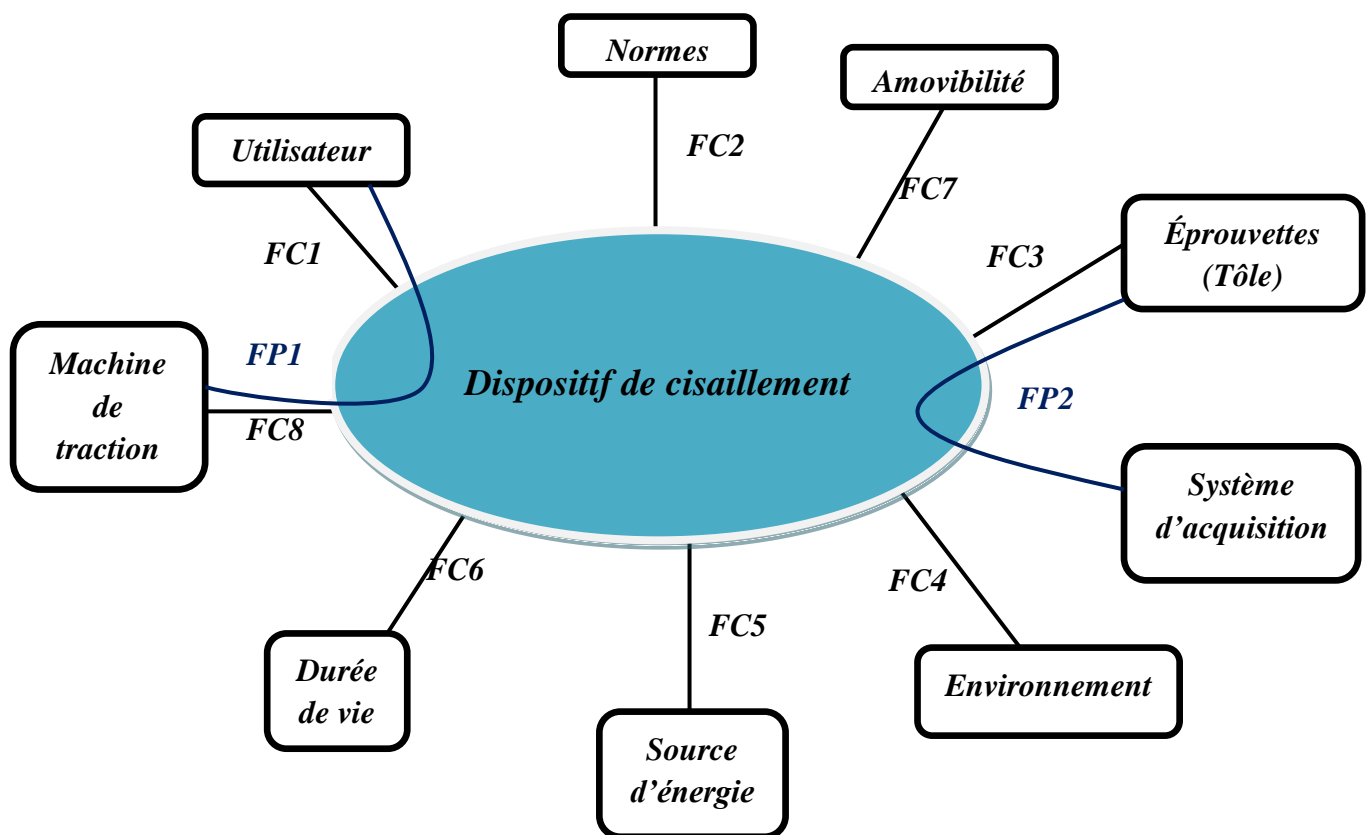 Normes
Amovibilité
Utilisateur
FC2
FC7
Éprouvettes
(Tôle)
FC1
FC3
Machine
de
traction
FP1
FC8
Dispositif de cisaillement
FP2
Système
d’acquisition
FC6
FC5
FC4
Durée
de vie
Environnement
Source
d’énergie